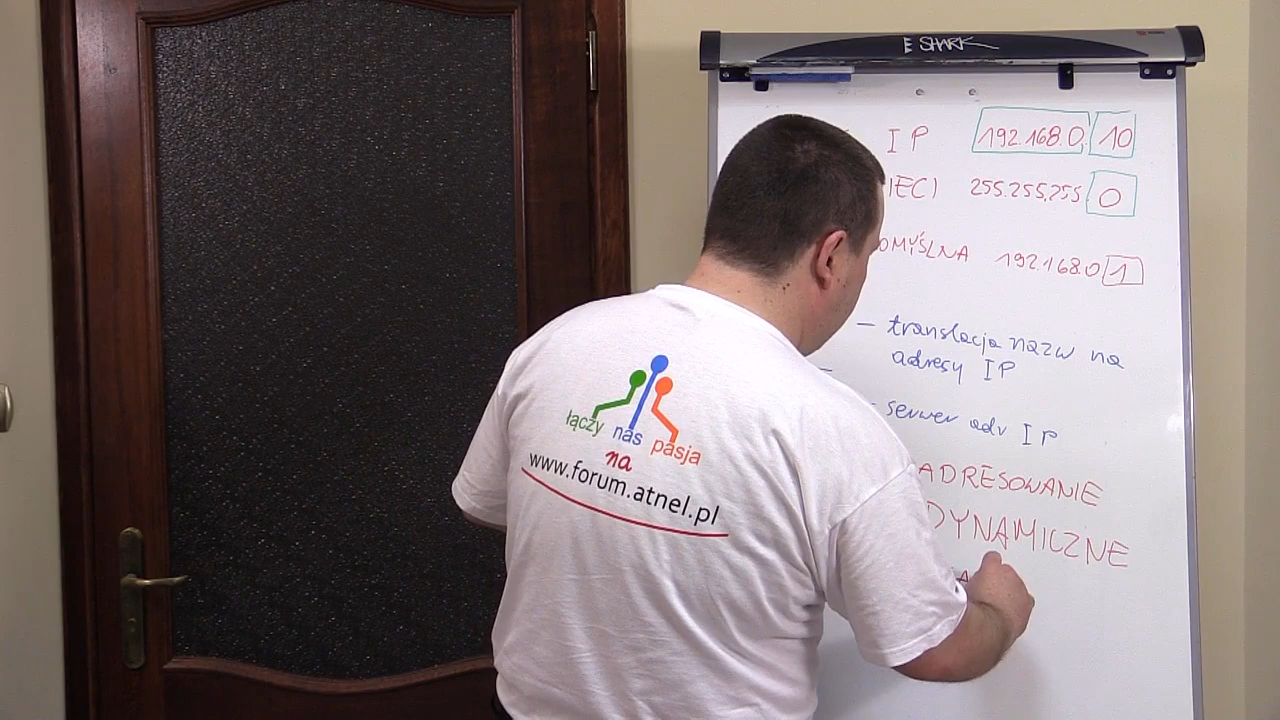 E SHARK
IP 192.168.0. 10
IECI 255.255.255 0
OMYŚLNA 192.168.0 1
– translacja nazw na
adresy IP
serwer adr IP
ADRESOWANIE
DYNAMICZNE
łączy nas pasja
na
www.forum.atnel.pl